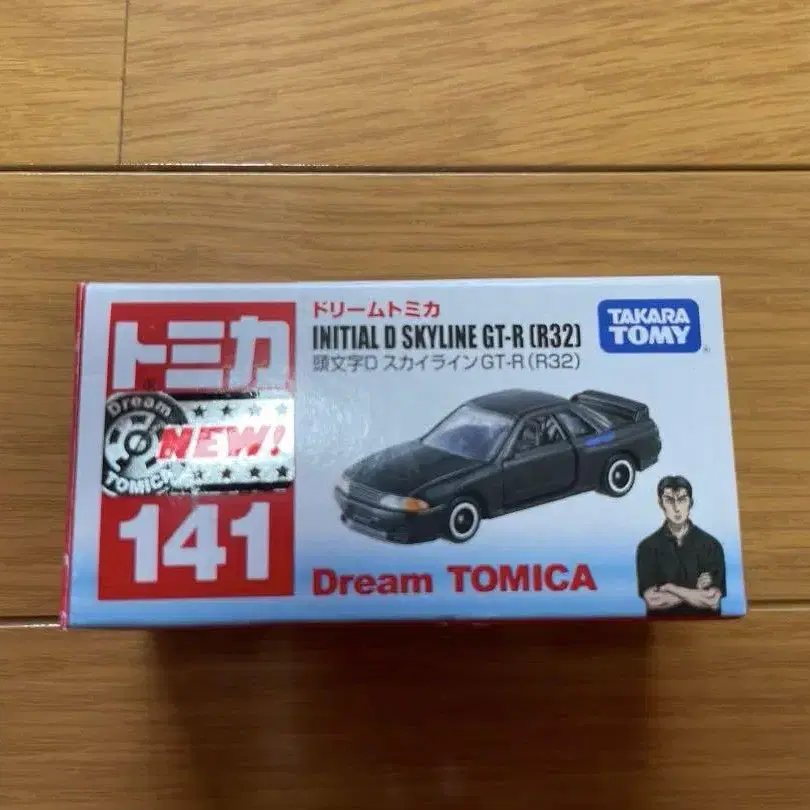 トミカ
Dream
NEW!
TOMICA
141
ドリームトミカ
INITIAL D SKYLINE GT-R (R32)
頭文字D スカイラインGT-R(R32)
TAKARA
TOMY
Dream TOMICA